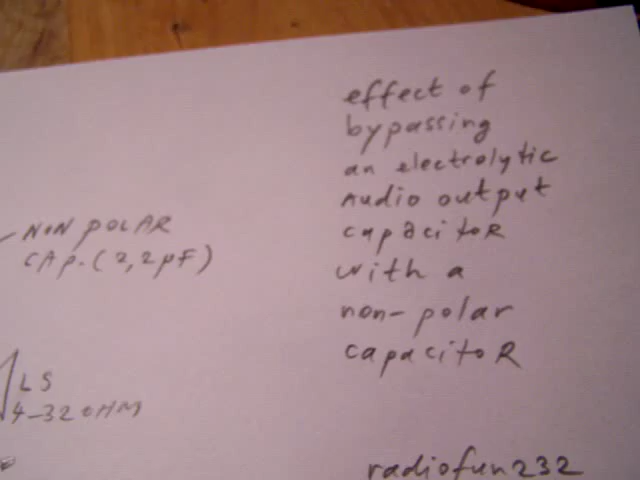 effect of
bypassing
an electrolytic
Audio output
capacitoR
with a
non-polar
capacitoR
NON POLAR
CAP. (2,2µF)
LS
4-32 OHM
radiofun232